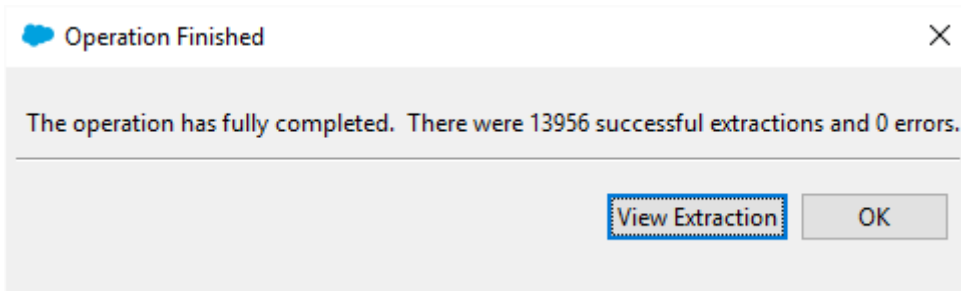 Operation Finished
The operation has fully completed.  There were 13956 successful extractions and 0 errors.
View Extraction
OK